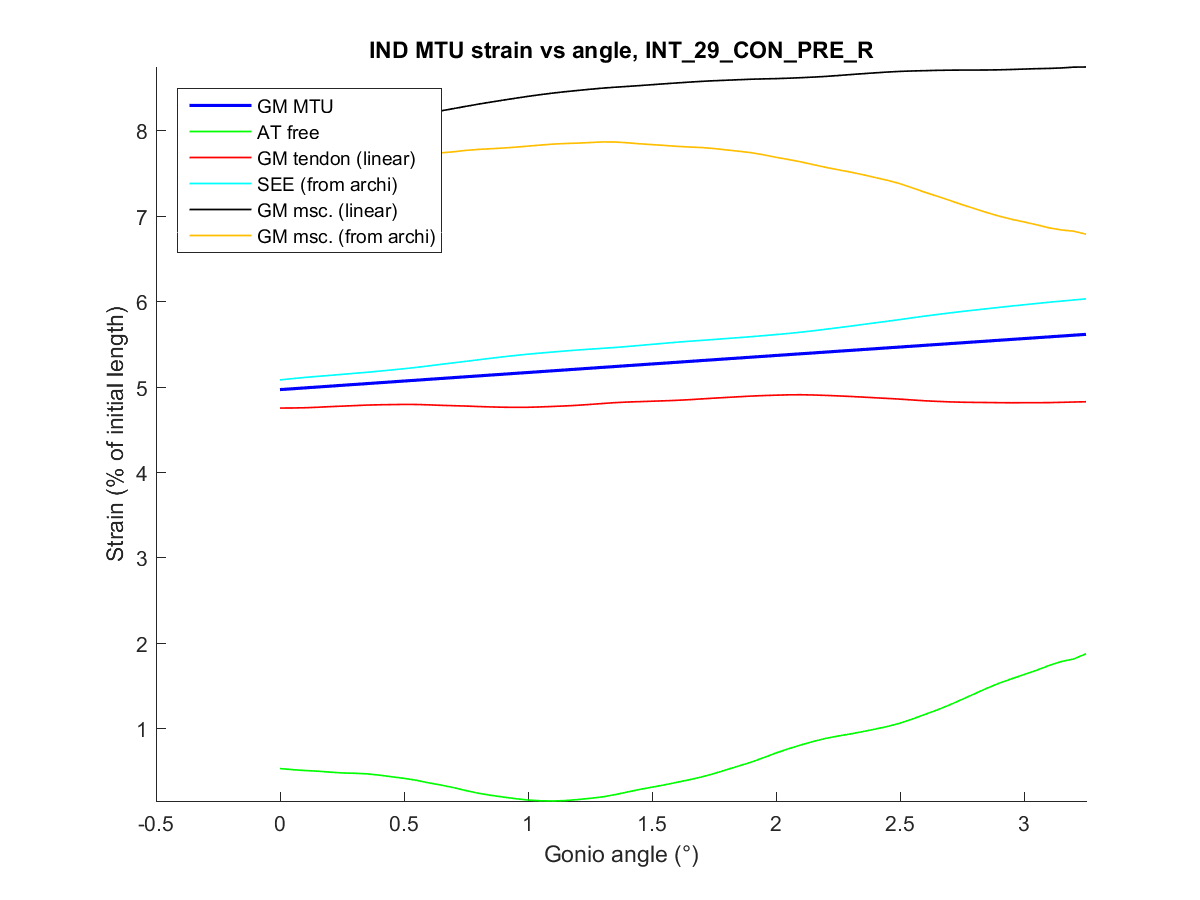 IND MTU strain vs angle, INT_29_CON_PRE_R
GM MTU
AT free
GM tendon (linear)
SEE (from archi)
GM msc. (linear)
GM msc. (from archi)
Strain (% of initial length)
8
7
6
5
4
3
2
1
-0.5 0 0.5 1 1.5 2 2.5 3
Gonio angle (°)